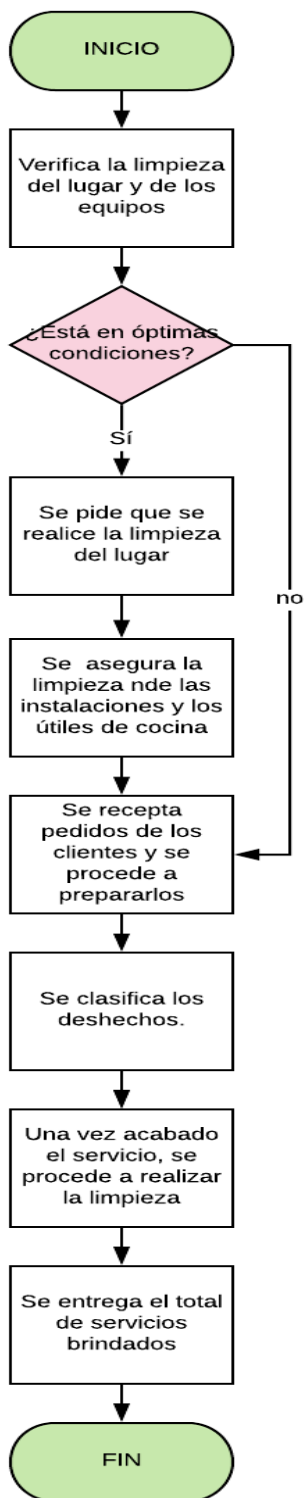 INICIO
Verifica la limpieza
del lugar y de los
equipos
¿Está en óptimas
condiciones?
Sí
Se pide que se
realice la limpieza
del lugar
no
Se asegura la
limpieza nde las
instalaciones y los
útiles de cocina
Se recepta
pedidos de los
clientes y se
procede a
prepararlos
Se clasifica los
deshechos.
Una vez acabado
el servicio, se
procede a realizar
la limpieza
Se entrega el total
de servicios
brindados
FIN